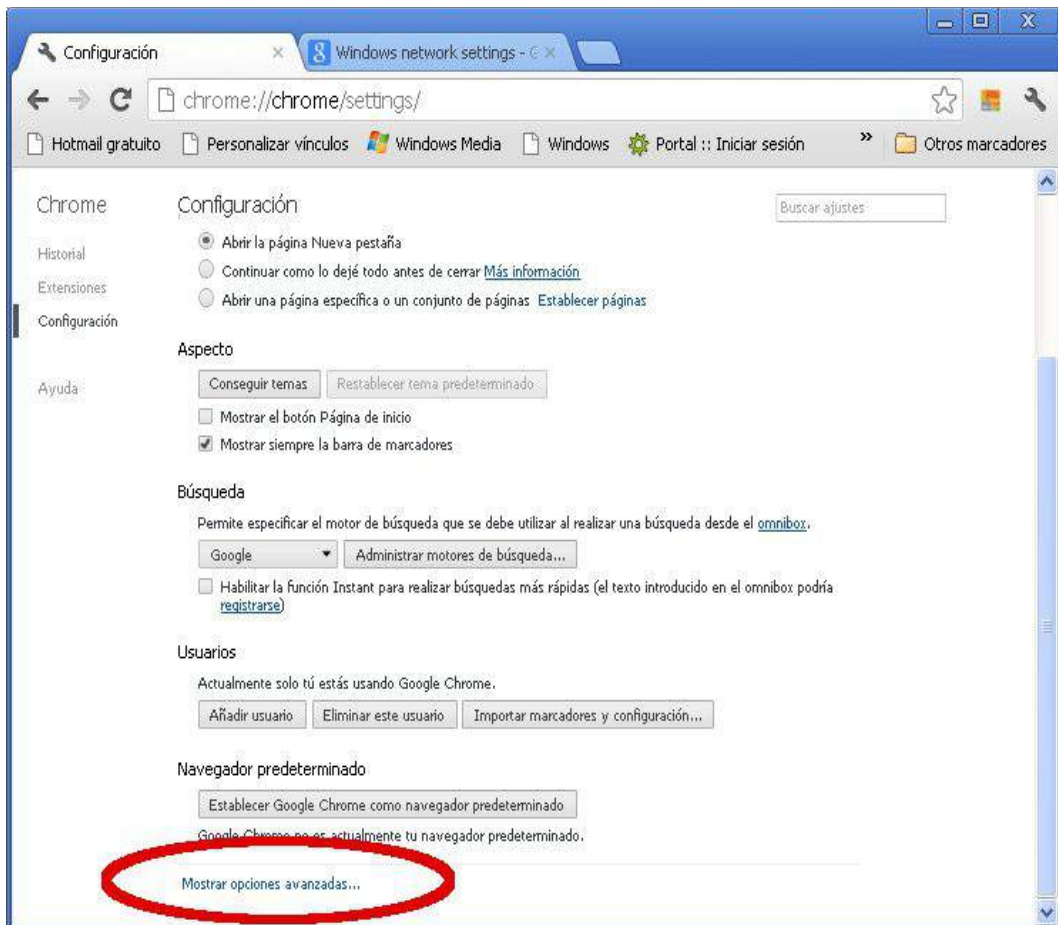 Configuración
Windows network settings - G
chrome://chrome/settings/
Hotmail gratuito Personalizar vínculos Windows Media Windows Portal :: Iniciar sesión » Otros marcadores
Chrome
Historial
Extensiones
Configuración
Ayuda
Configuración
Buscar ajustes
Abrir la página Nueva pestaña
Continuar como lo dejé todo antes de cerrar Más información
Abrir una página específica o un conjunto de páginas Establecer páginas
Aspecto
Conseguir temas Restablecer tema predeterminado
Mostrar el botón Página de inicio
Mostrar siempre la barra de marcadores
Búsqueda
Permite especificar el motor de búsqueda que se debe utilizar al realizar una búsqueda desde el omnibox.
Google Administrar motores de búsqueda...
Habilitar la función Instant para realizar búsquedas más rápidas (el texto introducido en el omnibox podría
registrarse)
Usuarios
Actualmente solo tú estás usando Google Chrome.
Añadir usuario Eliminar este usuario Importar marcadores y configuración...
Navegador predeterminado
Establecer Google Chrome como navegador predeterminado
Google Chrome no es actualmente tu navegador predeterminado.
Mostrar opciones avanzadas...